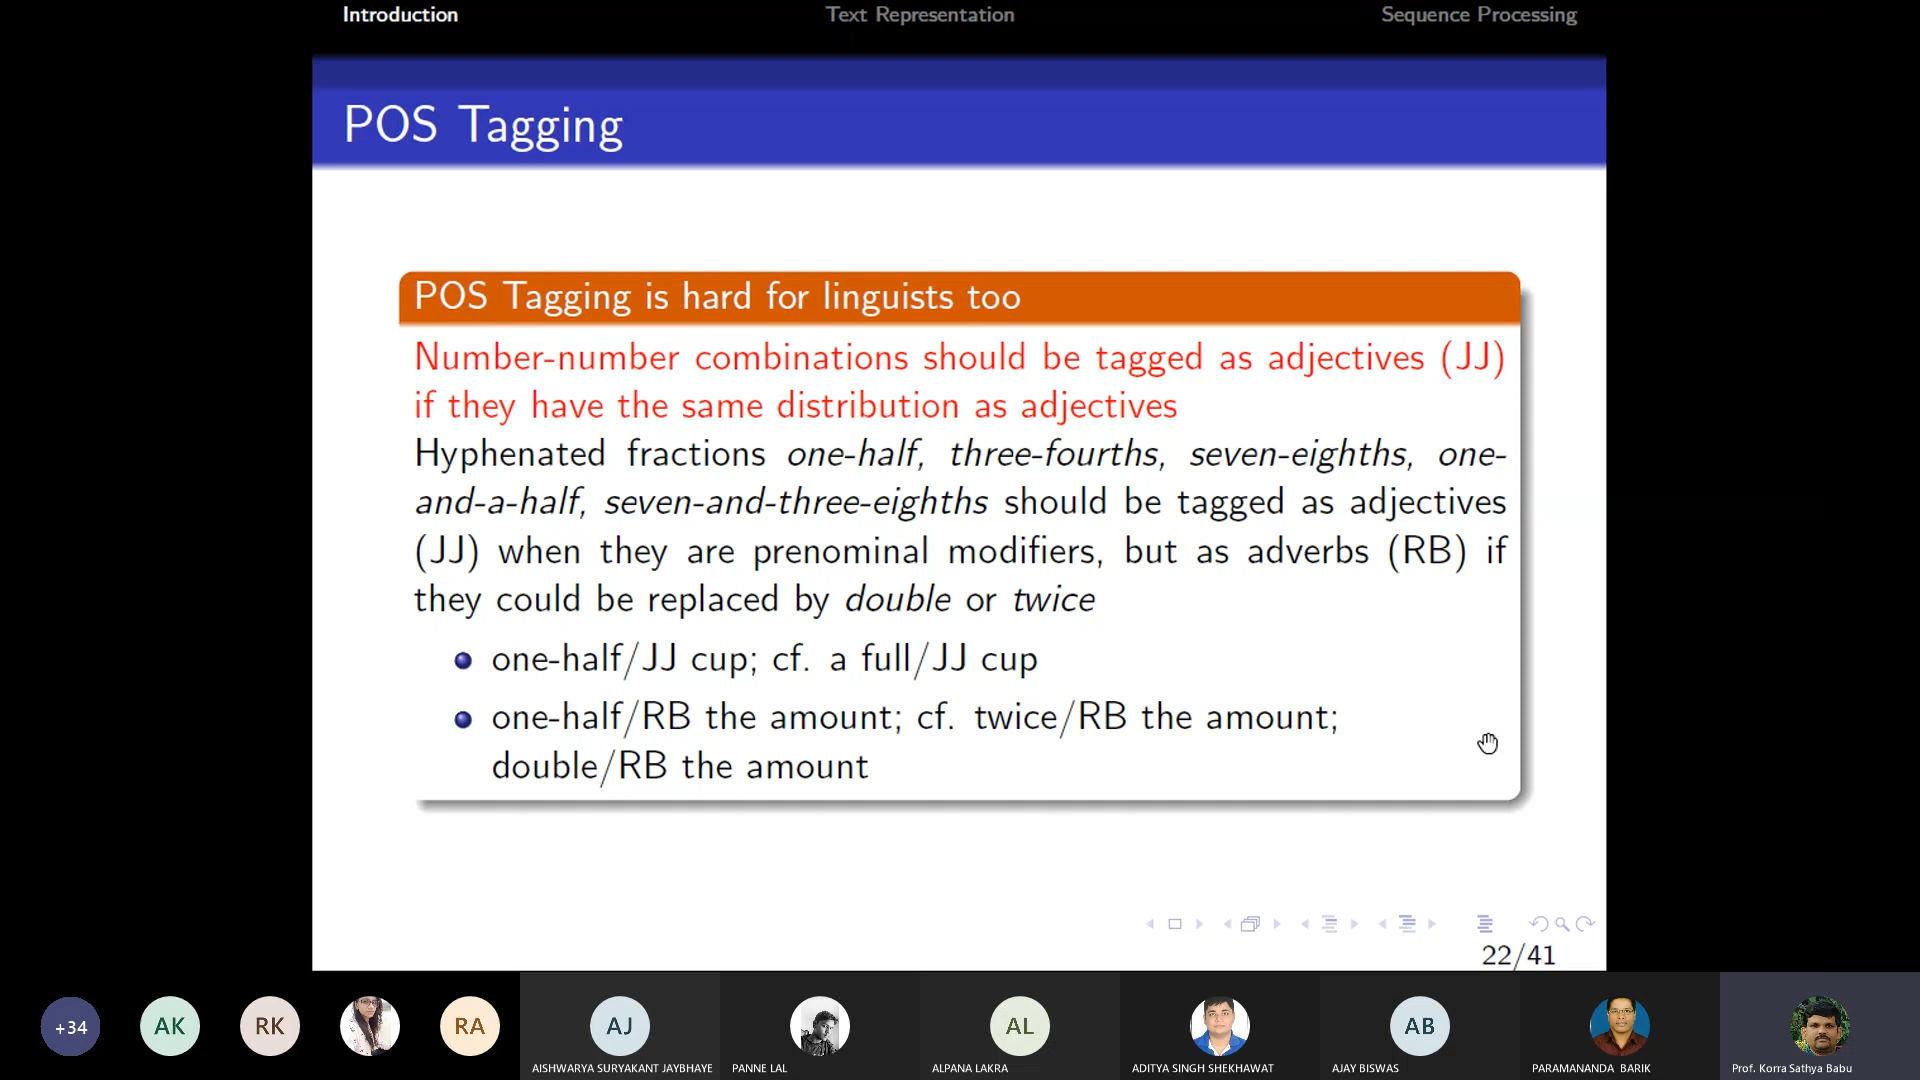 Introduction Text Representation Sequence Processing
POS Tagging
POS Tagging is hard for linguists too
Number-number combinations should be tagged as adjectives (JJ)
if they have the same distribution as adjectives
Hyphenated fractions one-half, three-fourths, seven-eighths, one-
and-a-half, seven-and-three-eighths should be tagged as adjectives
(JJ) when they are prenominal modifiers, but as adverbs (RB) if
they could be replaced by double or twice
one-half/JJ cup; cf. a full/JJ cup
one-half/RB the amount; cf. twice/RB the amount;
double/RB the amount
22/41
+34 AK RK RA AJ AL AB
AISHWARYA SURYAKANT JAYBHAYE PANNE LAL ALPANA LAKRA ADITYA SINGH SHEKHAWAT AJAY BISWAS PARAMANANDA BARIK Prof. Korra Sathya Babu